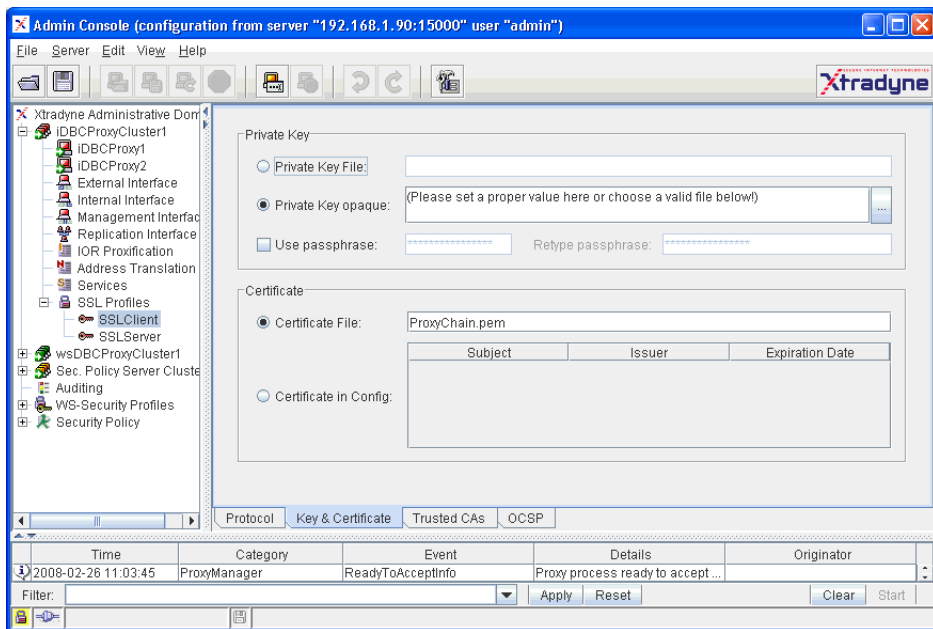 Admin Console (configuration from server "192.168.1.90:15000" user "admin")
File Server Edit View Help
SECURE INTERNET TECHNOLOGIES
Xtradyne
Xtradyne Administrative Dom
iDBCProxyCluster1
iDBCProxy1
iDBCProxy2
External Interface
Internal Interface
Management Interfac
Replication Interface
IOR Proxification
Address Translation
Services
SSL Profiles
SSLClient
SSLServer
wsDBCProxyCluster1
Sec. Policy Server Cluste
Auditing
WS-Security Profiles
Security Policy
Private Key
Private Key File:
Private Key opaque: (Please set a proper value here or choose a valid file below!) ...
Use passphrase: **************** Retype passphrase: ****************
Certificate
Certificate File: ProxyChain.pem
Subject Issuer Expiration Date
Certificate in Config:
Protocol Key & Certificate Trusted CAs OCSP
Time Category Event Details Originator
2008-02-26 11:03:45 ProxyManager ReadyToAcceptInfo Proxy process ready to accept ...
Filter: Apply Reset Clear Start